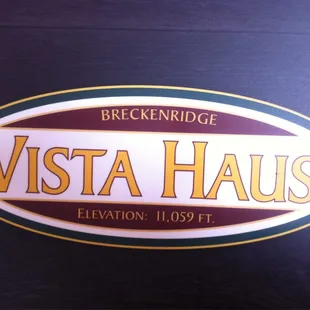 BRECKENRIDGE
VISTA HAUS
ELEVATION: 11,059 FT.